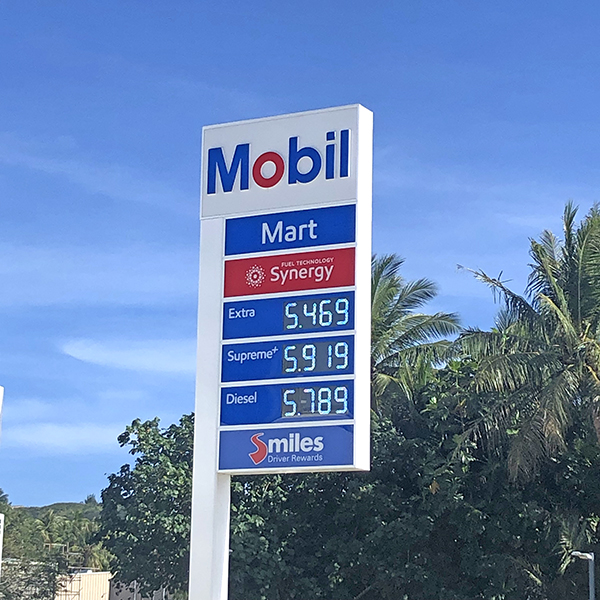 Mobil
Mart
FUEL TECHNOLOGY
Synergy
Extra 5.469
Supreme+ 5.919
Diesel 5.789
Smiles
Driver Rewards